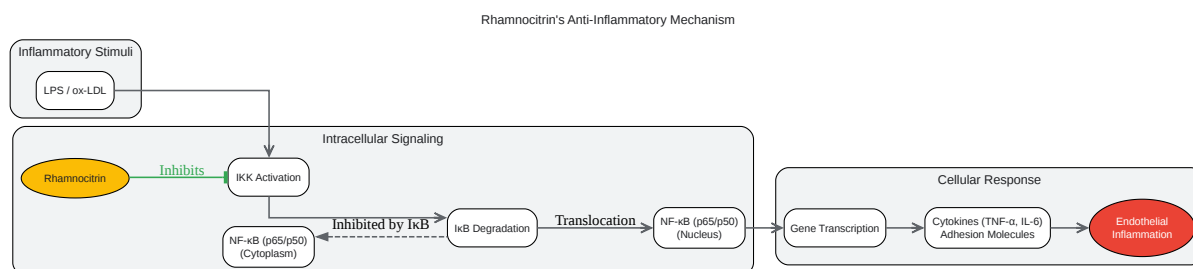 Rhamnocitrin's Anti-Inflammatory Mechanism
Inflammatory Stimuli
LPS / ox-LDL
Intracellular Signaling
Rhamnocitrin
Inhibits
IKK Activation
Inhibited by IκB
NF-κB (p65/p50)
(Cytoplasm)
IκB Degradation
Translocation
NF-κB (p65/p50)
(Nucleus)
Cellular Response
Gene Transcription
Cytokines (TNF-α, IL-6)
Adhesion Molecules
Endothelial
Inflammation